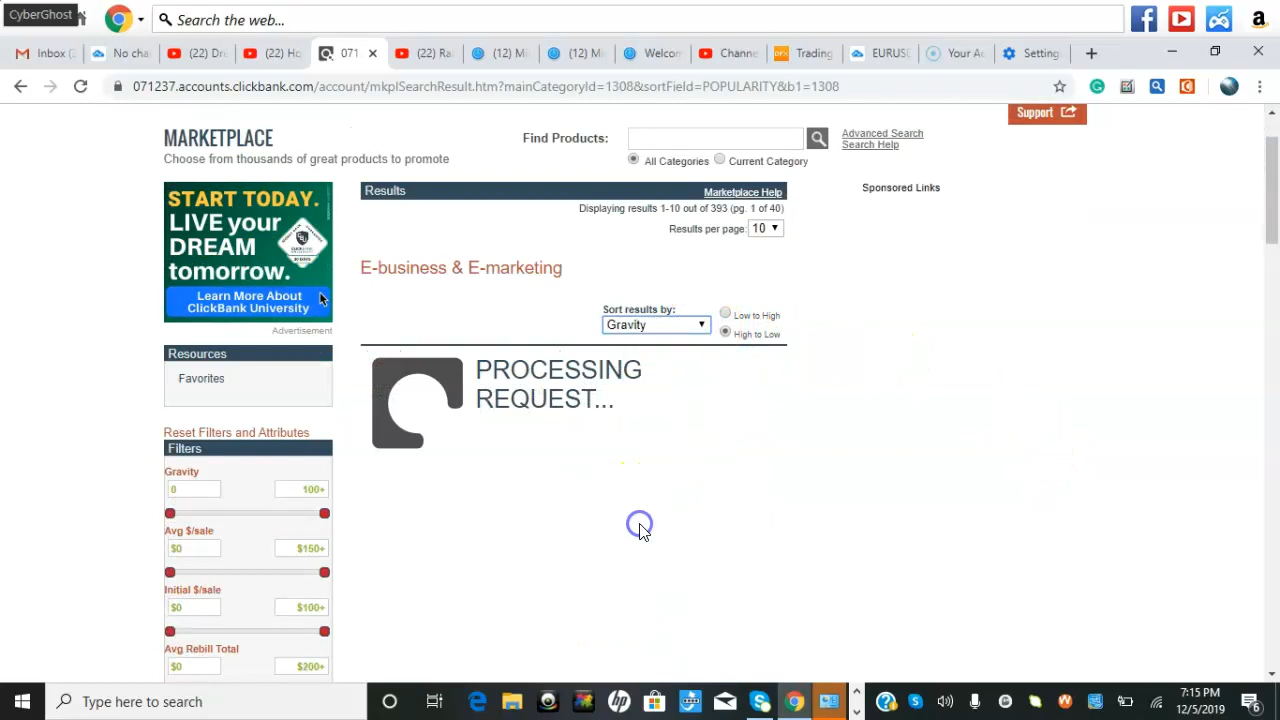 CyberGhost
Search the web...
Inbox (
No cha
(22) Dr
(22) Ho
071
(22) Ra
(12) Mi
(12) Mi
Welcom
Channe
Trading
EURUS
Your Ac
Setting
071237.accounts.clickbank.com/account/mkplSearchResult.htm?mainCategoryId=1308&sortField=POPULARITY&b1=1308
Support
MARKETPLACE
Choose from thousands of great products to promote
Find Products:
Advanced Search
Search Help
All Categories
Current Category
START TODAY.
LIVE your
DREAM
tomorrow.
Learn More About
ClickBank University
Advertisement
Results
Marketplace Help
Displaying results 1-10 out of 393 (pg. 1 of 40)
Results per page: 10
Sponsored Links
E-business & E-marketing
Sort results by:
Gravity
Low to High
High to Low
PROCESSING
REQUEST...
Resources
Favorites
Reset Filters and Attributes
Filters
Gravity
0
100+
Avg $/sale
$0
$150+
Initial $/sale
$0
$100+
Avg Rebill Total
$0
$200+
Type here to search
7:15 PM
12/5/2019
6